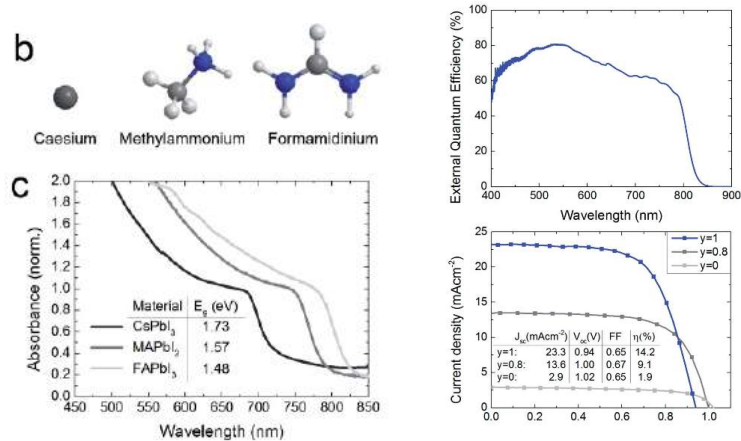 b
Caesium Methylammonium Formamidinium
c
Absorbance (norm.)
2.0
1.8
1.6
1.4
1.2
1.0
0.8
0.6
0.4
0.2
0.0
Material E_g (eV)
CsPbI₃ 1.73
MAPbI₃ 1.57
FAPbI₃ 1.48
450 500 550 600 650 700 750 800 850
Wavelength (nm)
External Quantum Efficiency (%)
100
80
60
40
20
0
400 500 600 700 800 900
Wavelength (nm)
Current density (mAcm⁻²)
25
20
15
10
5
0
y=1
y=0.8
y=0
J_sc(mAcm⁻²) V_oc(V) FF η(%)
y=1: 23.3 0.94 0.65 14.2
y=0.8: 13.6 1.00 0.67 9.1
y=0: 2.9 1.02 0.65 1.9
0.0 0.2 0.4 0.6 0.8 1.0